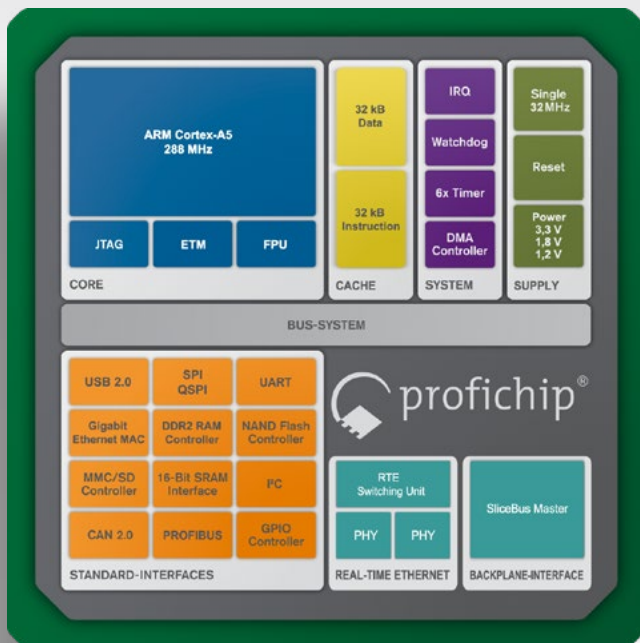 ARM Cortex-A5
288 MHz
JTAG
ETM
FPU
CORE
32 kB
Data
32 kB
Instruction
CACHE
IRQ
Watchdog
6x Timer
DMA
Controller
SYSTEM
Single
32 MHz
Reset
Power
3,3 V
1,8 V
1,2 V
SUPPLY
BUS-SYSTEM
USB 2.0
SPI
QSPI
UART
Gigabit
Ethernet MAC
DDR2 RAM
Controller
NAND Flash
Controller
MMC/SD
Controller
16-Bit SRAM
Interface
I²C
CAN 2.0
PROFIBUS
GPIO
Controller
STANDARD-INTERFACES
profichip®
RTE
Switching Unit
PHY
PHY
REAL-TIME ETHERNET
SliceBus Master
BACKPLANE-INTERFACE